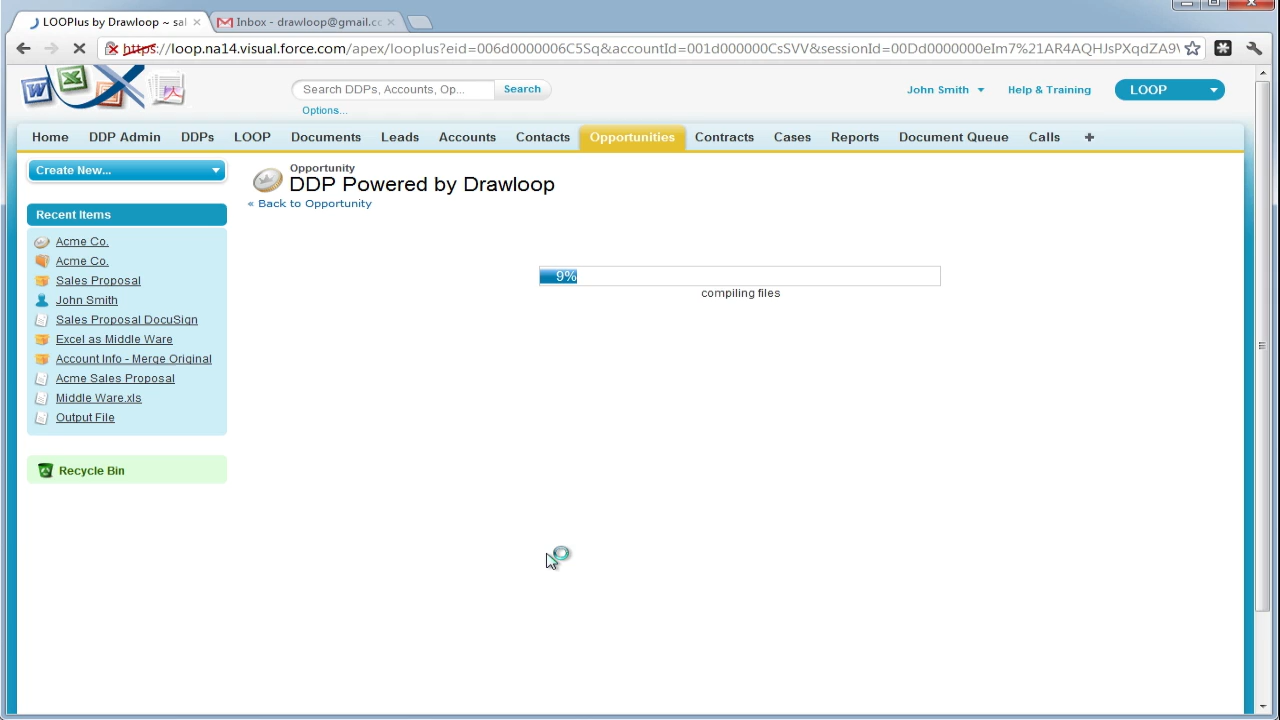 LOOPlus by Drawloop ~ sal
Inbox - drawloop@gmail.cc
https://loop.na14.visual.force.com/apex/looplus?eid=006d0000006C5Sq&accountId=001d000000CsSVV&sessionId=00Dd0000000eIm7%21AR4AQHJsPXqdZA9V
Search DDPs, Accounts, Op...
Search
Options...
John Smith
Help & Training
LOOP
Home
DDP Admin
DDPs
LOOP
Documents
Leads
Accounts
Contacts
Opportunities
Contracts
Cases
Reports
Document Queue
Calls
+
Create New...
Recent Items
Acme Co.
Acme Co.
Sales Proposal
John Smith
Sales Proposal DocuSign
Excel as Middle Ware
Account Info - Merge Original
Acme Sales Proposal
Middle Ware.xls
Output File
Recycle Bin
Opportunity
DDP Powered by Drawloop
« Back to Opportunity
9%
compiling files